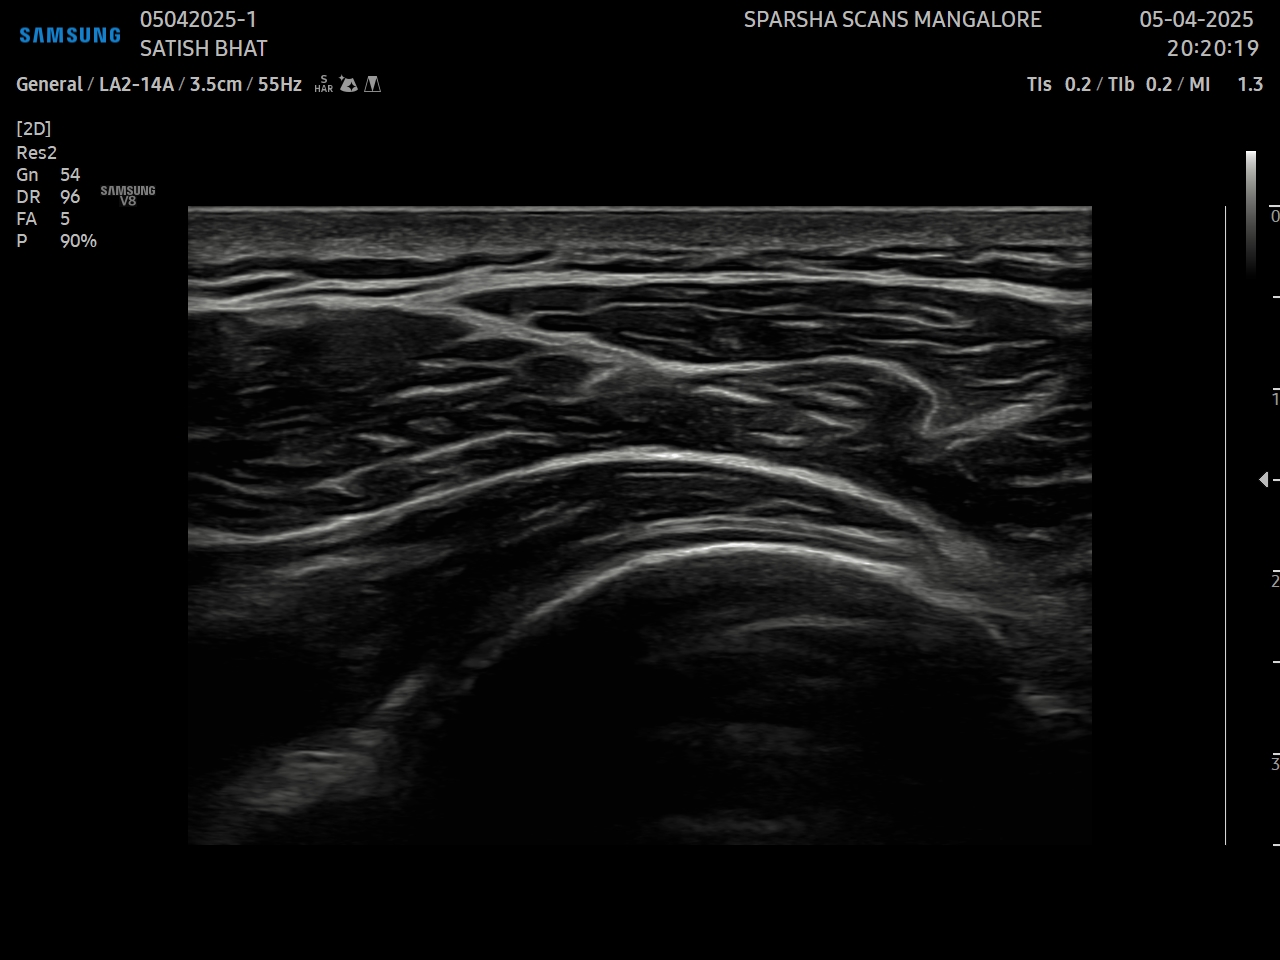 SAMSUNG
05042025-1
SATISH BHAT
SPARSHA SCANS MANGALORE
05-04-2025
20:20:19
General / LA2-14A / 3.5cm / 55Hz
S
HAR
TIs 0.2 / TIb 0.2 / MI 1.3
[2D]
Res2
Gn 54
DR 96
FA 5
P 90%
SAMSUNG
V8
0
1
2
3